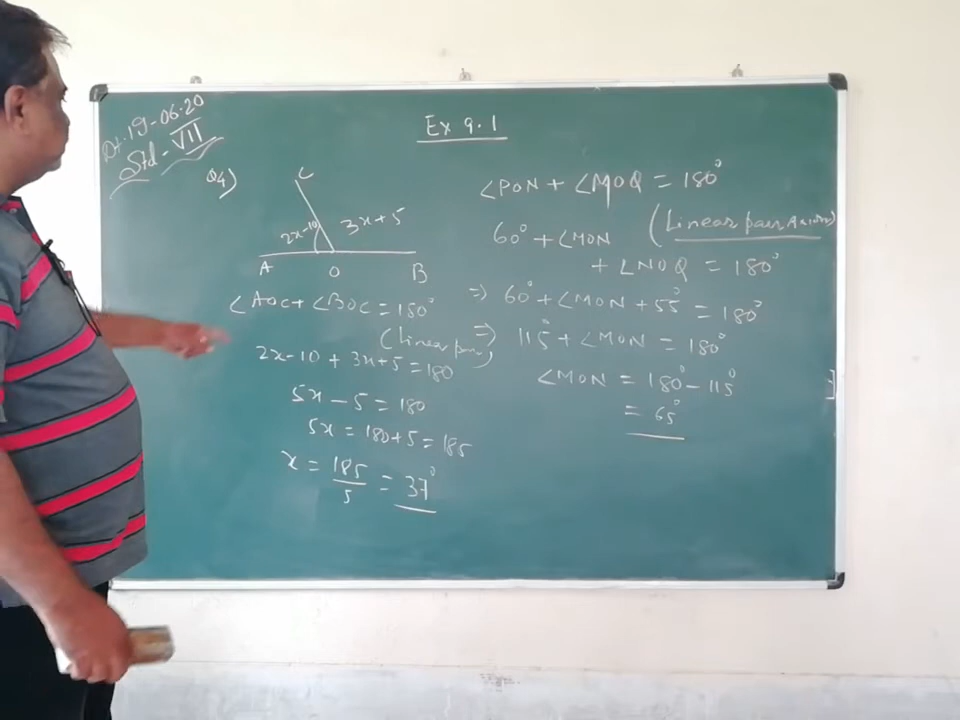 Dt. 19-06-20
Std - VII
Ex 9.1
Q4)
C
2x-10
3x+5
A O B
∠AOC + ∠BOC = 180°
(Linear pair)
2x-10 + 3x+5 = 180
5x - 5 = 180
5x = 180+5 = 185
x = 185/5 = 37°
∠PON + ∠MOQ = 180°
(Linear pair Axiom)
60° + ∠MON
+ ∠NOQ = 180°
⇒ 60° + ∠MON + 55° = 180°
⇒ 115° + ∠MON = 180°
∠MON = 180° - 115°
= 65°